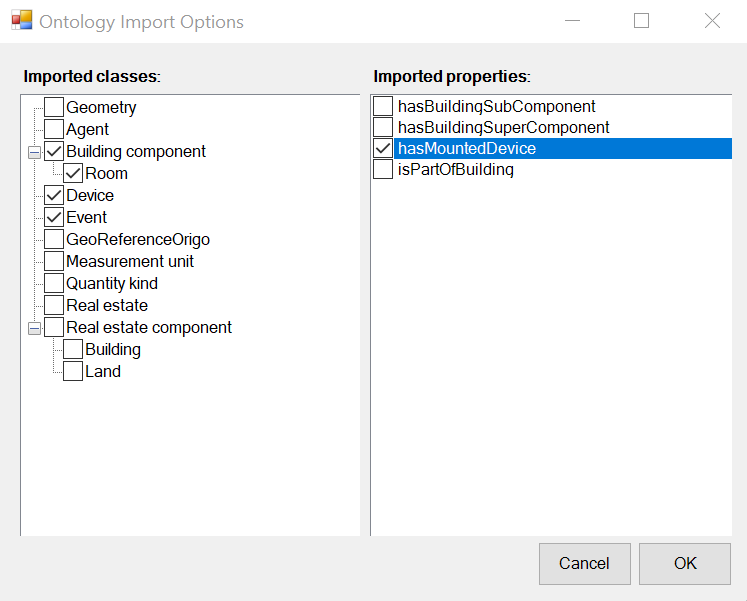 Ontology Import Options
Imported classes:
Geometry
Agent
Building component
Room
Device
Event
GeoReferenceOrigo
Measurement unit
Quantity kind
Real estate
Real estate component
Building
Land
Imported properties:
hasBuildingSubComponent
hasBuildingSuperComponent
hasMountedDevice
isPartOfBuilding
Cancel
OK